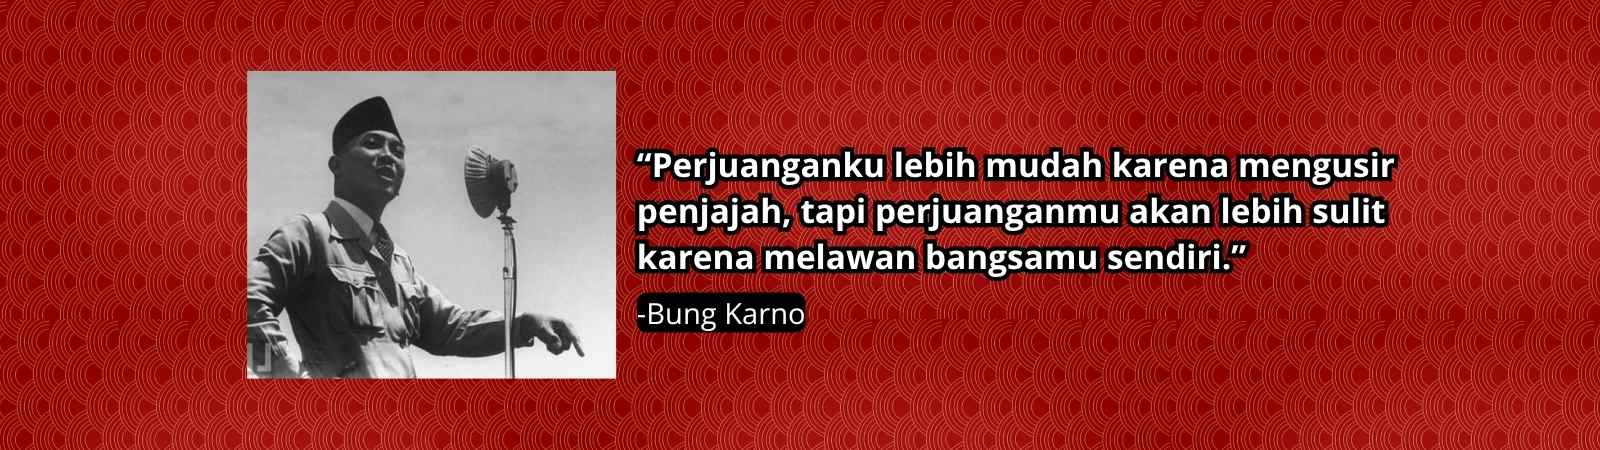 “Perjuanganku lebih mudah karena mengusir
penjajah, tapi perjuanganmu akan lebih sulit
karena melawan bangsamu sendiri.”
-Bung Karno